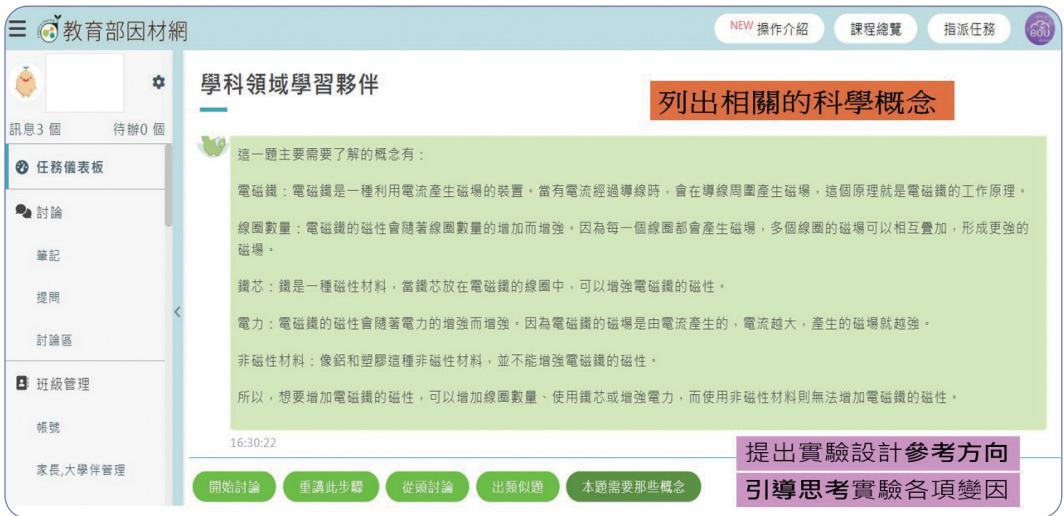 教育部因材網
NEW 操作介紹
課程總覽
指派任務
edu
訊息3 個
待辦0 個
任務儀表板
討論
筆記
提問
討論區
班級管理
帳號
家長,大學伴管理
學科領域學習夥伴
列出相關的科學概念
這一題主要需要了解的概念有：
電磁鐵：電磁鐵是一種利用電流產生磁場的裝置。當有電流經過導線時，會在導線周圍產生磁場，這個原理就是電磁鐵的工作原理。
線圈數量：電磁鐵的磁性會隨著線圈數量的增加而增強。因為每一個線圈都會產生磁場，多個線圈的磁場可以相互疊加，形成更強的
磁場。
鐵芯：鐵是一種磁性材料，當鐵芯放在電磁鐵的線圈中，可以增強電磁鐵的磁性。
電力：電磁鐵的磁性會隨著電力的增強而增強。因為電磁鐵的磁場是由電流產生的，電流越大，產生的磁場就越強。
非磁性材料：像鋁和塑膠這種非磁性材料，並不能增強電磁鐵的磁性。
所以，想要增加電磁鐵的磁性，可以增加線圈數量、使用鐵芯或增強電力，而使用非磁性材料則無法增加電磁鐵的磁性。
16:30:22
提出實驗設計參考方向
引導思考實驗各項變因
開始討論
重講此步驟
從頭討論
出類似題
本題需要那些概念